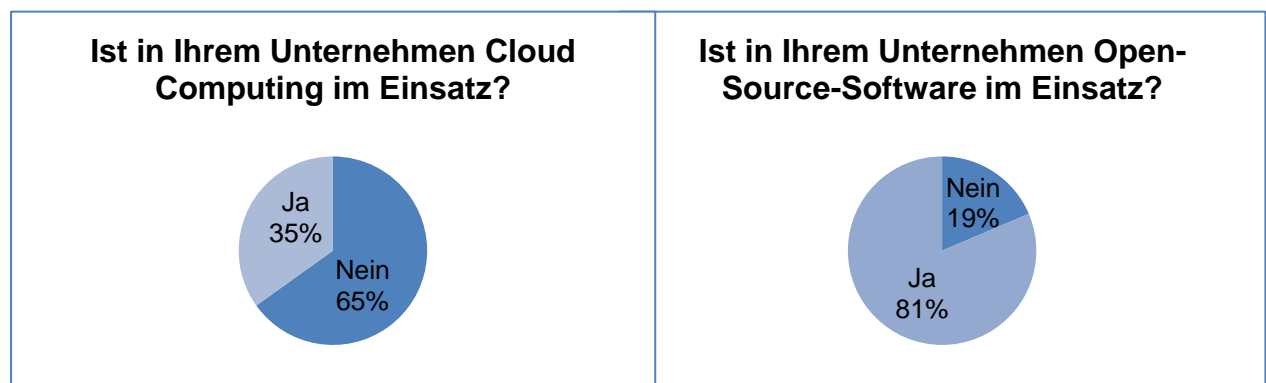 Ist in Ihrem Unternehmen Cloud
Computing im Einsatz?
Ja
35%
Nein
65%
Ist in Ihrem Unternehmen Open-
Source-Software im Einsatz?
Nein
19%
Ja
81%